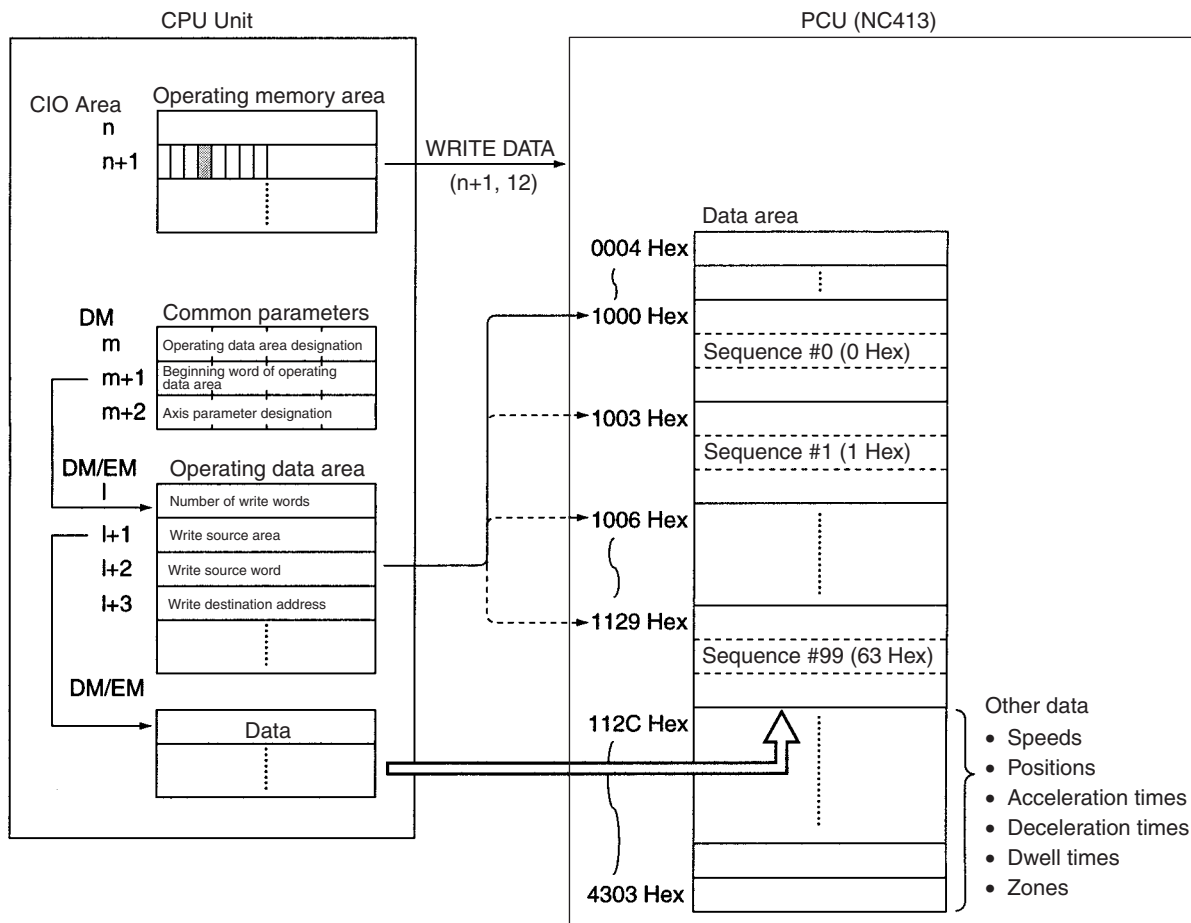 CPU Unit
PCU (NC413)
CIO Area
Operating memory area
n
n+1
WRITE DATA
(n+1, 12)
Data area
0004 Hex
1000 Hex
Sequence #0 (0 Hex)
1003 Hex
Sequence #1 (1 Hex)
1006 Hex
1129 Hex
Sequence #99 (63 Hex)
112C Hex
4303 Hex
DM
Common parameters
m
Operating data area designation
m+1
Beginning word of operating
data area
m+2
Axis parameter designation
DM/EM
Operating data area
l
Number of write words
l+1
Write source area
l+2
Write source word
l+3
Write destination address
DM/EM
Data
Other data
• Speeds
• Positions
• Acceleration times
• Deceleration times
• Dwell times
• Zones